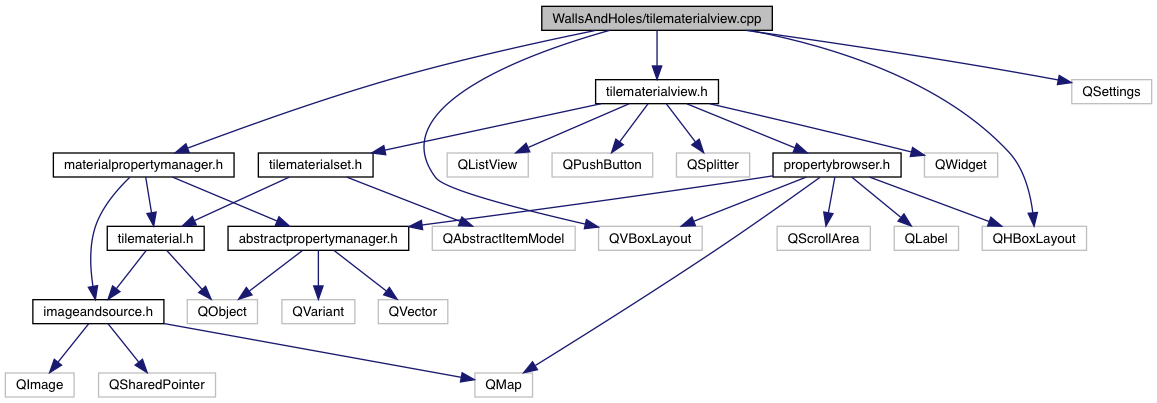 WallsAndHoles/tilematerialview.cpp
tilematerialview.h
QSettings
materialpropertymanager.h
tilematerialset.h
QListView
QPushButton
QSplitter
propertybrowser.h
QWidget
tilematerial.h
abstractpropertymanager.h
QAbstractItemModel
QVBoxLayout
QScrollArea
QLabel
QHBoxLayout
imageandsource.h
QObject
QVariant
QVector
QImage
QSharedPointer
QMap